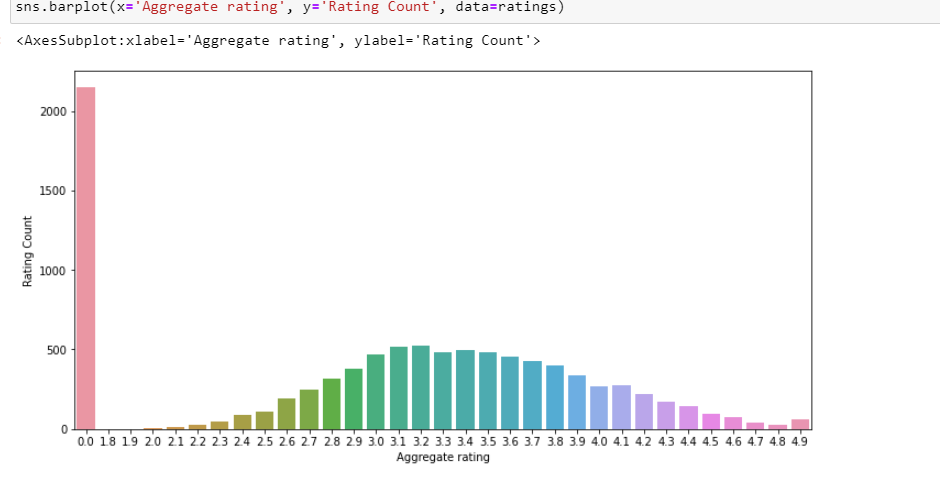 sns.barplot(x='Aggregate rating', y='Rating Count', data=ratings)
<AxesSubplot:xlabel='Aggregate rating', ylabel='Rating Count'>
2000
1500
1000
500
0
Rating Count
0.0 1.8 1.9 2.0 2.1 2.2 2.3 2.4 2.5 2.6 2.7 2.8 2.9 3.0 3.1 3.2 3.3 3.4 3.5 3.6 3.7 3.8 3.9 4.0 4.1 4.2 4.3 4.4 4.5 4.6 4.7 4.8 4.9
Aggregate rating